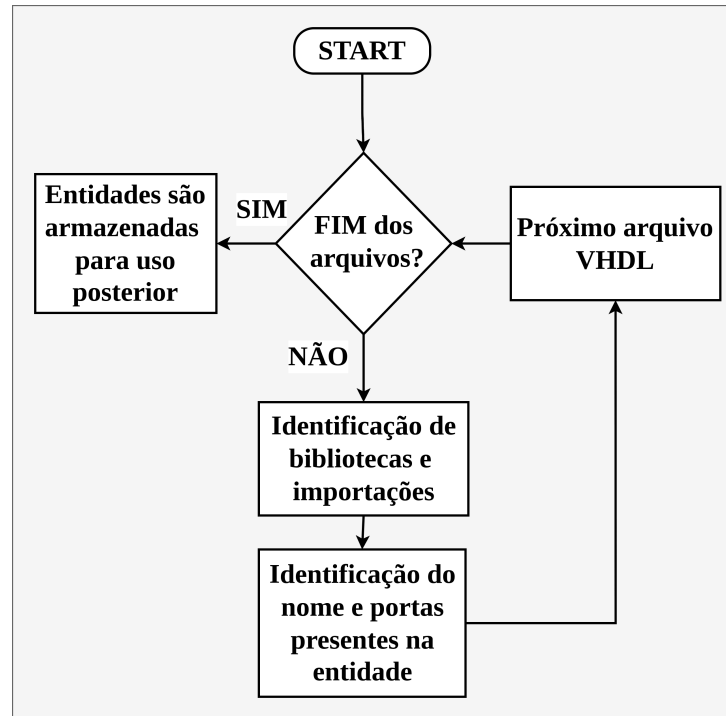 START
FIM dos
arquivos?
SIM
Entidades são
armazenadas
para uso
posterior
Próximo arquivo
VHDL
NÃO
Identificação de
bibliotecas e
importações
Identificação do
nome e portas
presentes na
entidade